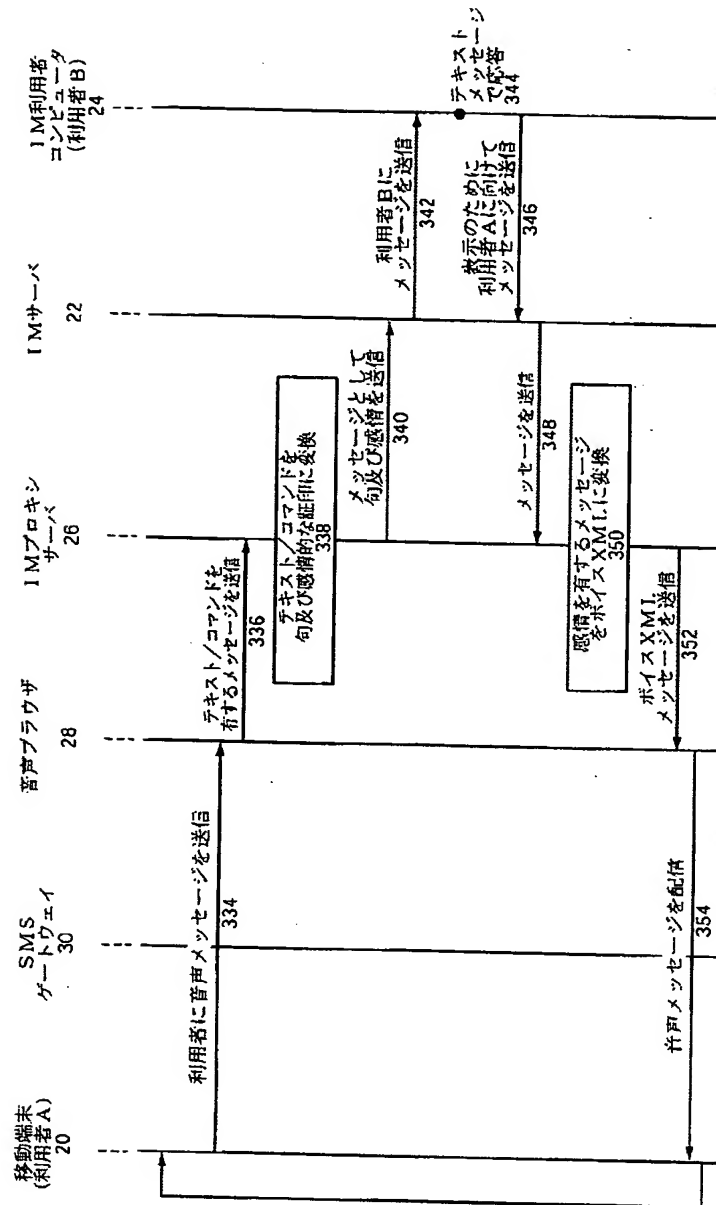 移動端末
(利用者A)
20
SMS
ゲートウェイ
30
音声ブラウザ
28
IMプロキシ
サーバ
26
IMサーバ
22
IM利用者
コンピュータ
(利用者B)
24
利用者に音声メッセージを送信
334
テキスト/コマンドを
有するメッセージを送信
336
テキスト/コマンドを
句及び感情的な証印に変換
338
メッセージとして
句及び感情を送信
340
利用者Bに
メッセージを送信
342
テキスト
メッセージ
で応答
344
表示のために
利用者Aに向けて
メッセージを送信
346
メッセージを送信
348
感情を有するメッセージ
をボイスXMLに変換
350
ボイスXML
メッセージを送信
352
音声メッセージを配信
354